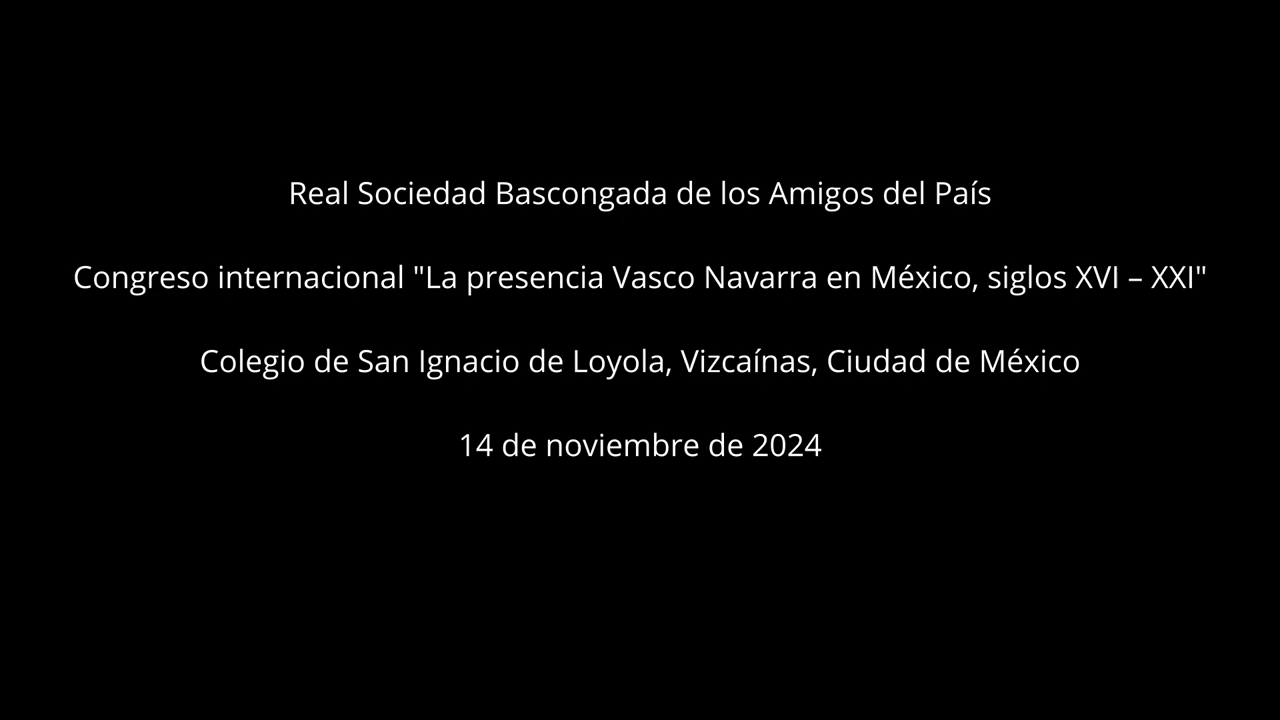 Real Sociedad Bascongada de los Amigos del País
Congreso internacional "La presencia Vasco Navarra en México, siglos XVI – XXI"
Colegio de San Ignacio de Loyola, Vizcaínas, Ciudad de México
14 de noviembre de 2024